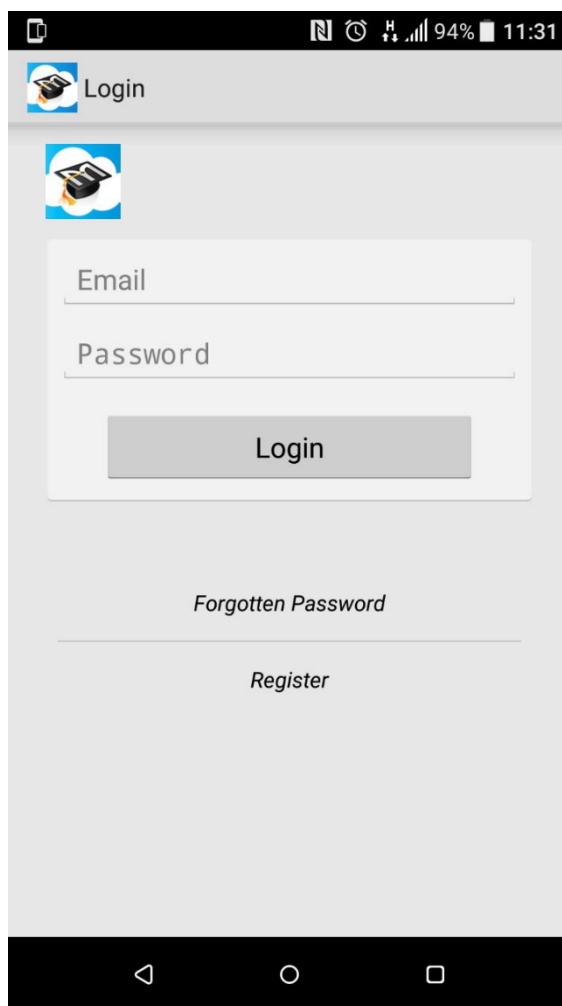 H 94% 11:31
Login
Email
Password
Login
Forgotten Password
Register